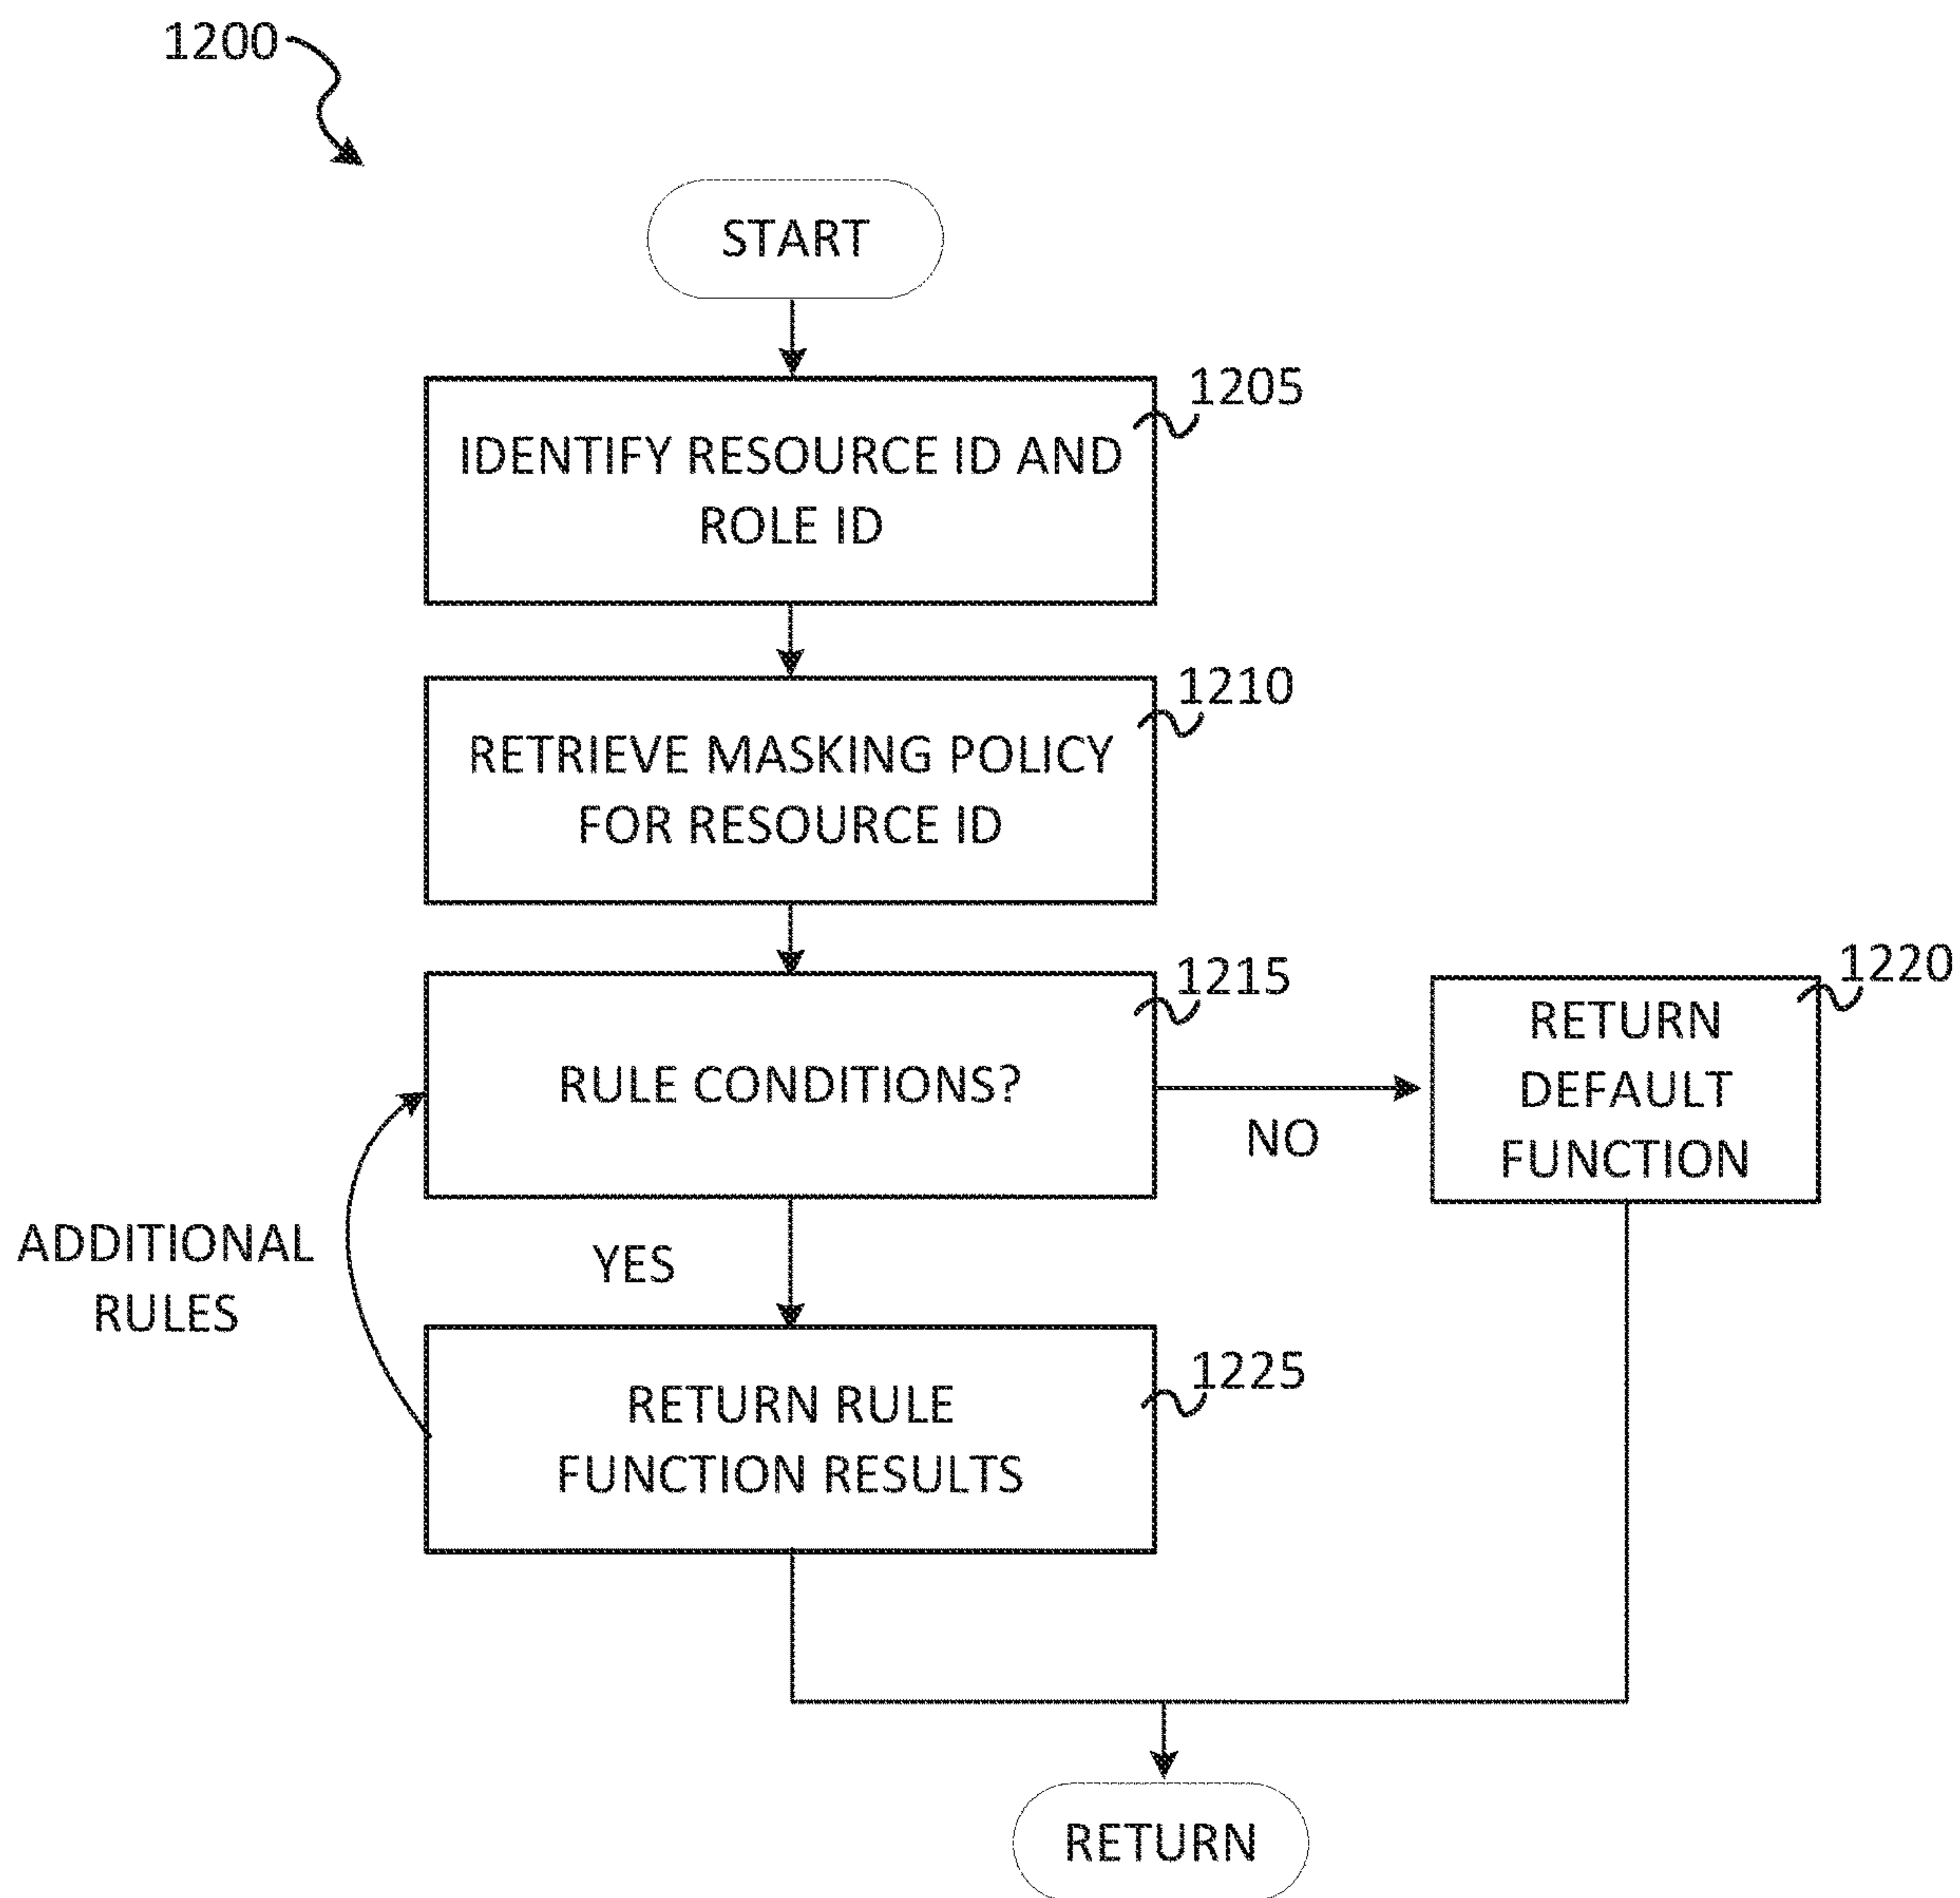 1200
START
1205
IDENTIFY RESOURCE ID AND
ROLE ID
1210
RETRIEVE MASKING POLICY
FOR RESOURCE ID
1215
RULE CONDITIONS?
1220
RETURN
DEFAULT
FUNCTION
NO
YES
ADDITIONAL
RULES
1225
RETURN RULE
FUNCTION RESULTS
RETURN